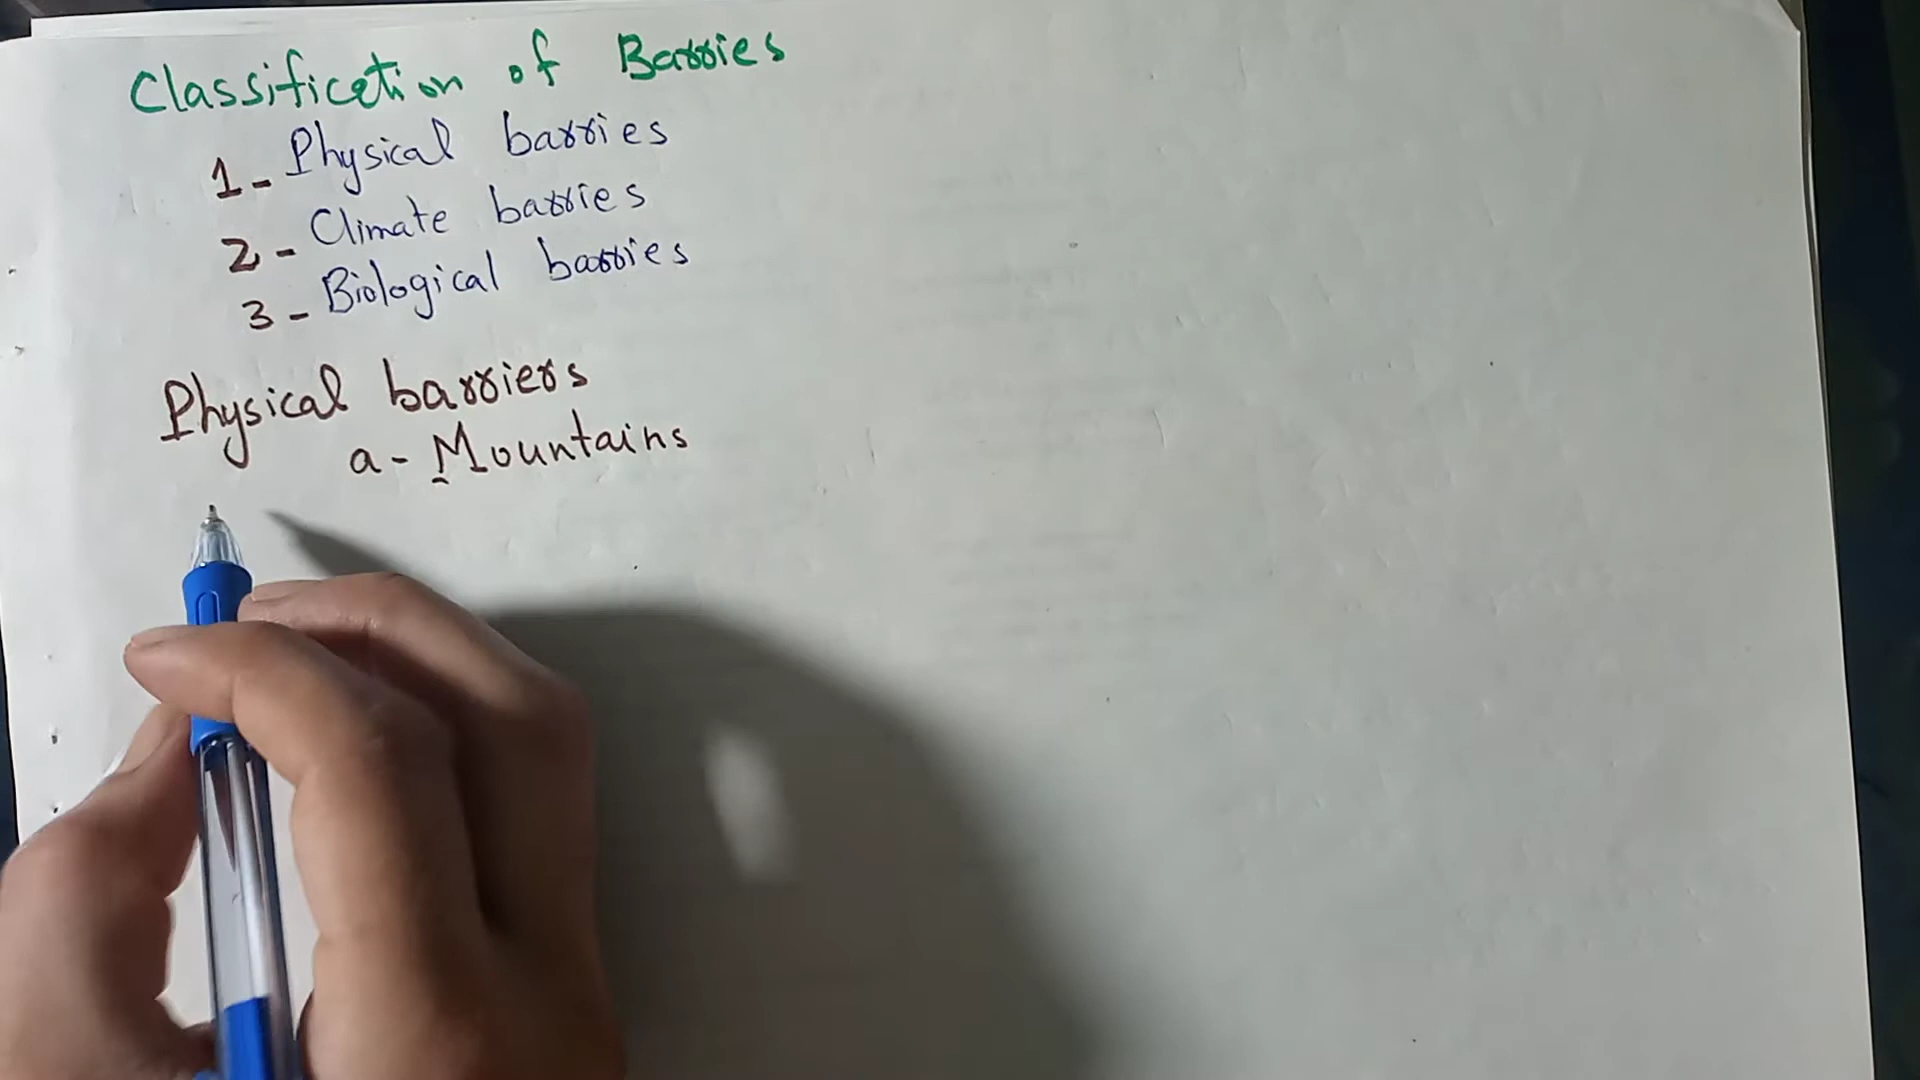 Classification of Barries
1- Physical barries
2- Climate barries
3- Biological barries
Physical barriers
a- Mountains